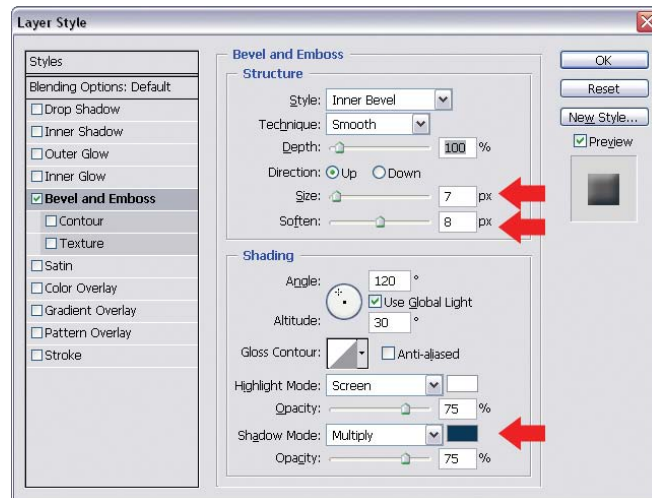 Layer Style
Styles
Blending Options: Default
Drop Shadow
Inner Shadow
Outer Glow
Inner Glow
Bevel and Emboss
Contour
Texture
Satin
Color Overlay
Gradient Overlay
Pattern Overlay
Stroke
Bevel and Emboss
Structure
Style: Inner Bevel
Technique: Smooth
Depth: 100 %
Direction: Up Down
Size: 7 px
Soften: 8 px
Shading
Angle: 120 °
Use Global Light
Altitude: 30 °
Gloss Contour: Anti-aliased
Highlight Mode: Screen
Opacity: 75 %
Shadow Mode: Multiply
Opacity: 75 %
OK
Reset
New Style...
Preview